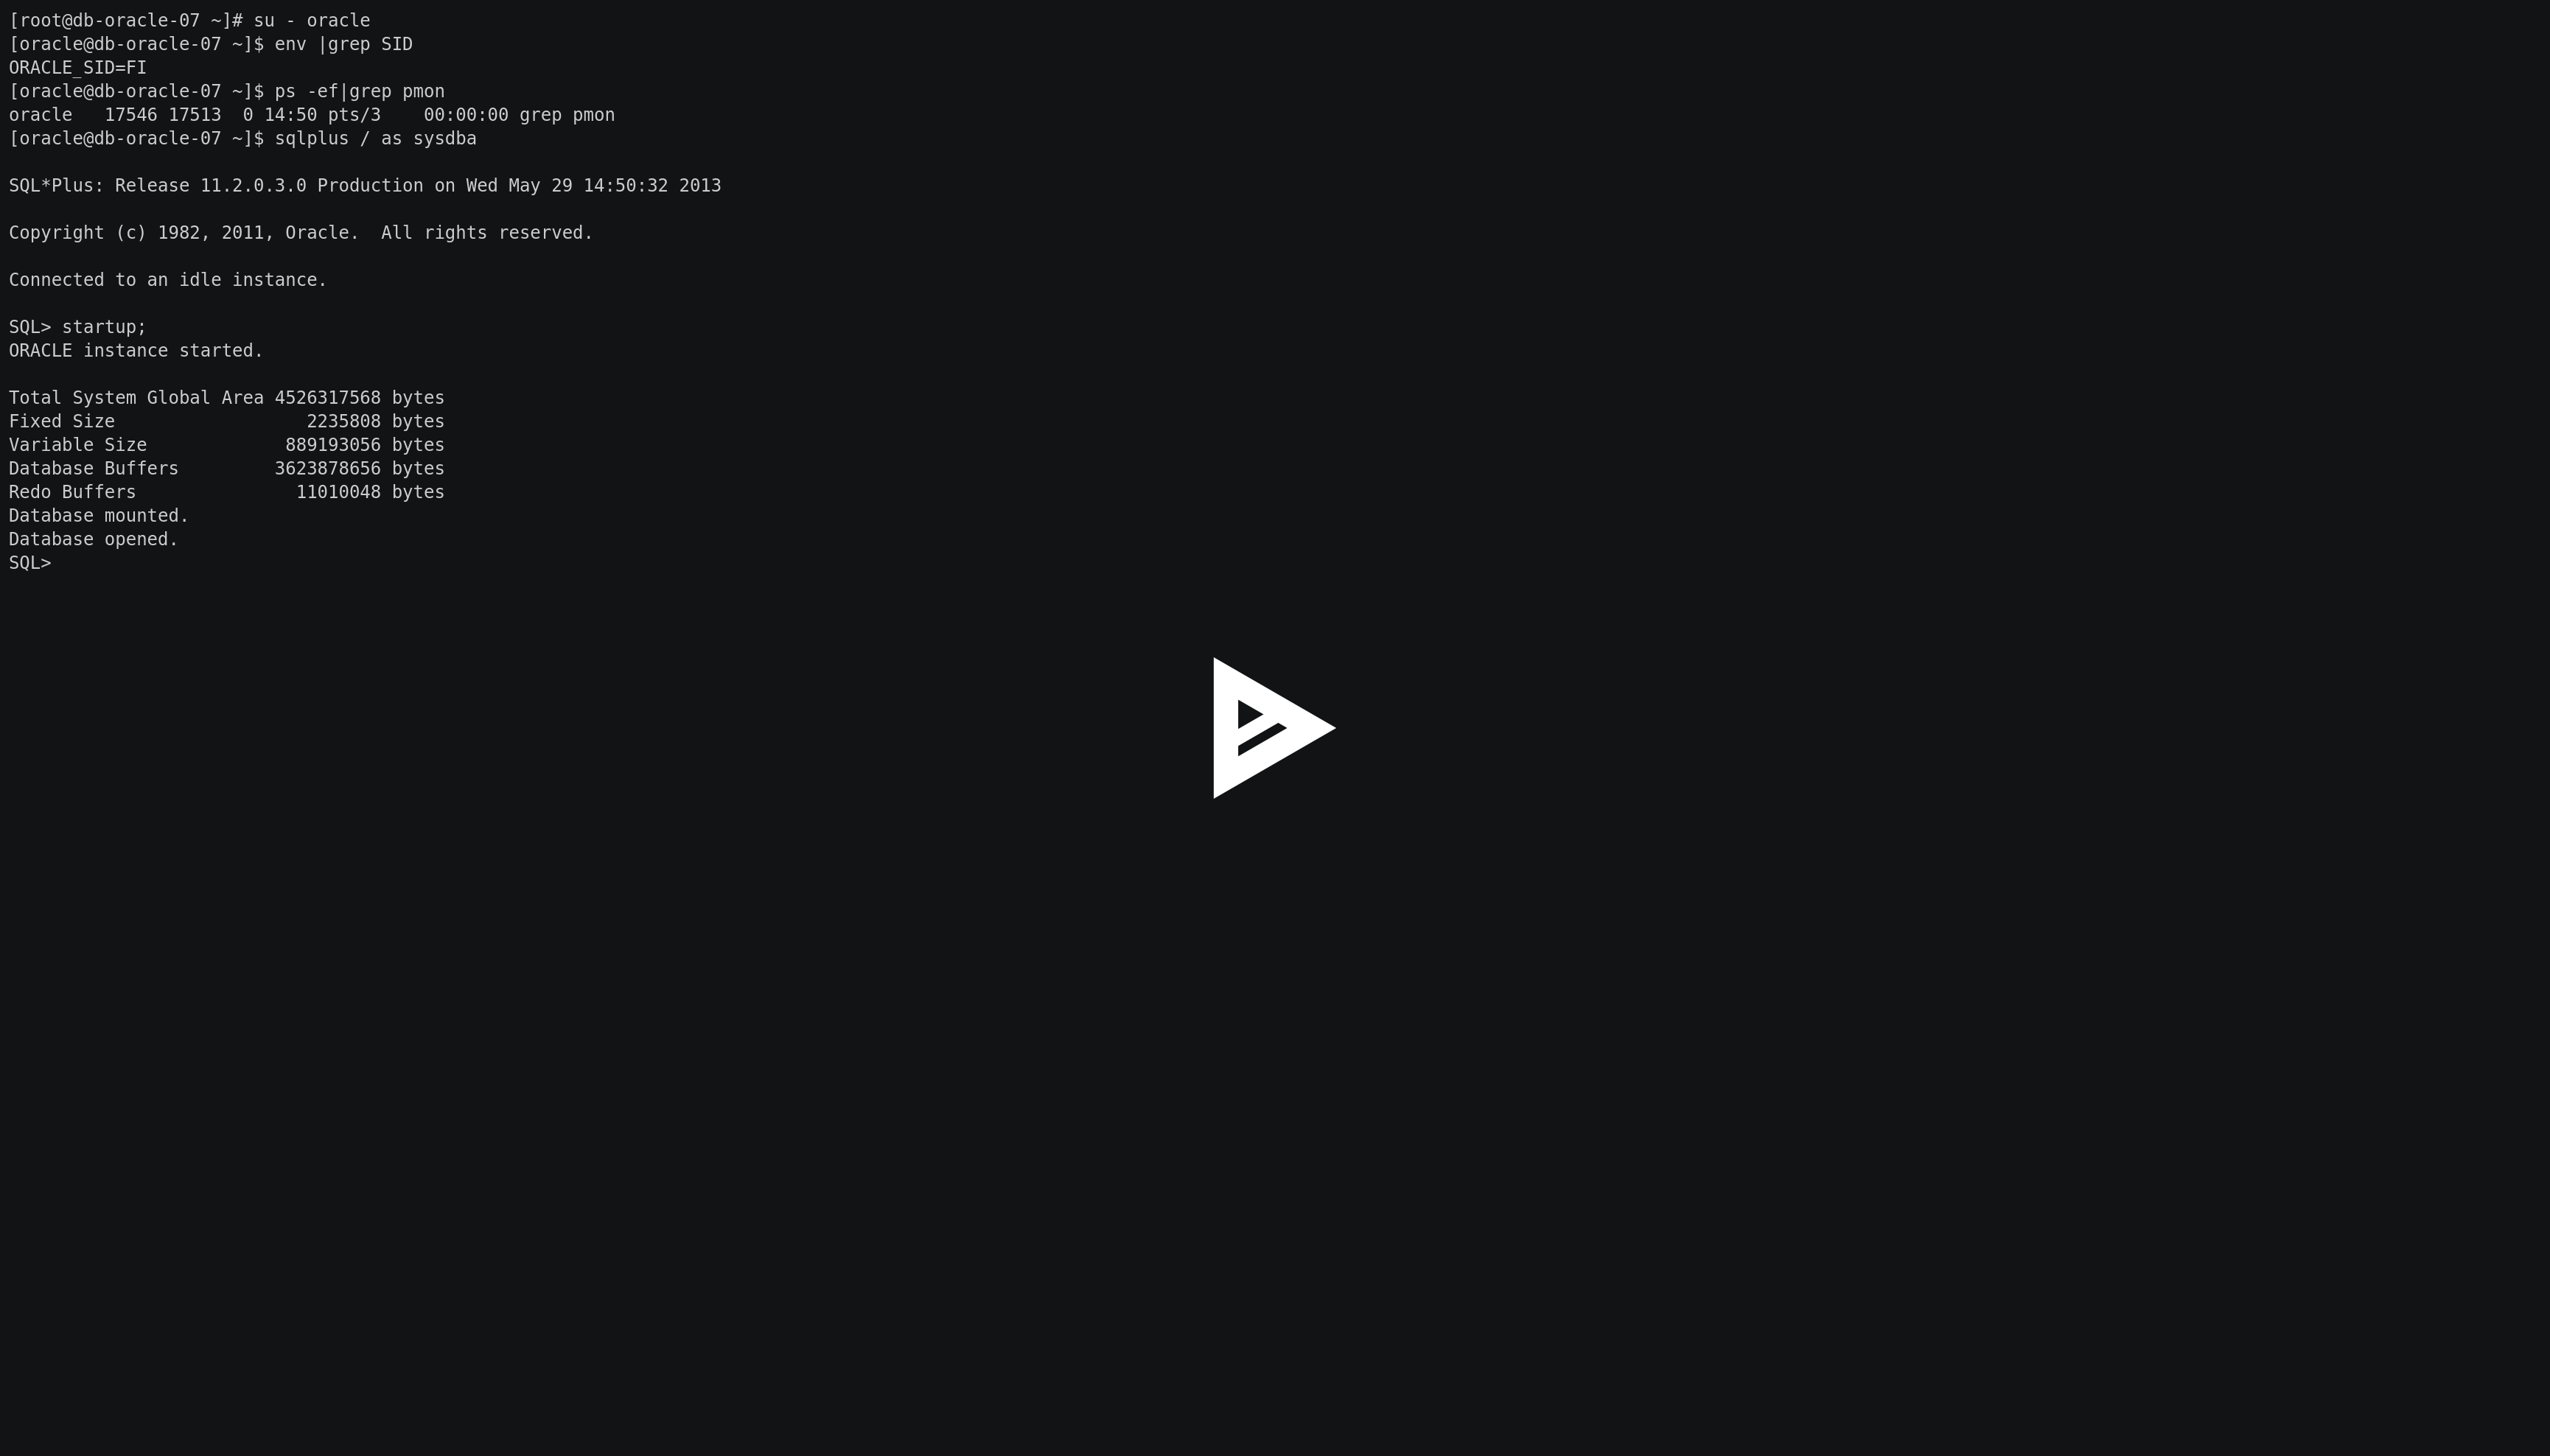 [root@db-oracle-07 ~]# su - oracle
[oracle@db-oracle-07 ~]$ env |grep SID
ORACLE_SID=FI
[oracle@db-oracle-07 ~]$ ps -ef|grep pmon
oracle   17546 17513  0 14:50 pts/3    00:00:00 grep pmon
[oracle@db-oracle-07 ~]$ sqlplus / as sysdba

SQL*Plus: Release 11.2.0.3.0 Production on Wed May 29 14:50:32 2013

Copyright (c) 1982, 2011, Oracle.  All rights reserved.

Connected to an idle instance.

SQL> startup;
ORACLE instance started.

Total System Global Area 4526317568 bytes
Fixed Size                  2235808 bytes
Variable Size             889193056 bytes
Database Buffers         3623878656 bytes
Redo Buffers               11010048 bytes
Database mounted.
Database opened.
SQL>